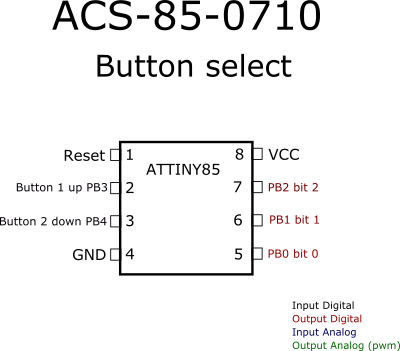 ACS-85-0710
Button select
Reset 1 8 VCC
ATTINY85
Button 1 up PB3 2 7 PB2 bit 2
Button 2 down PB4 3 6 PB1 bit 1
GND 4 5 PB0 bit 0
Input Digital
Output Digital
Input Analog
Output Analog (pwm)